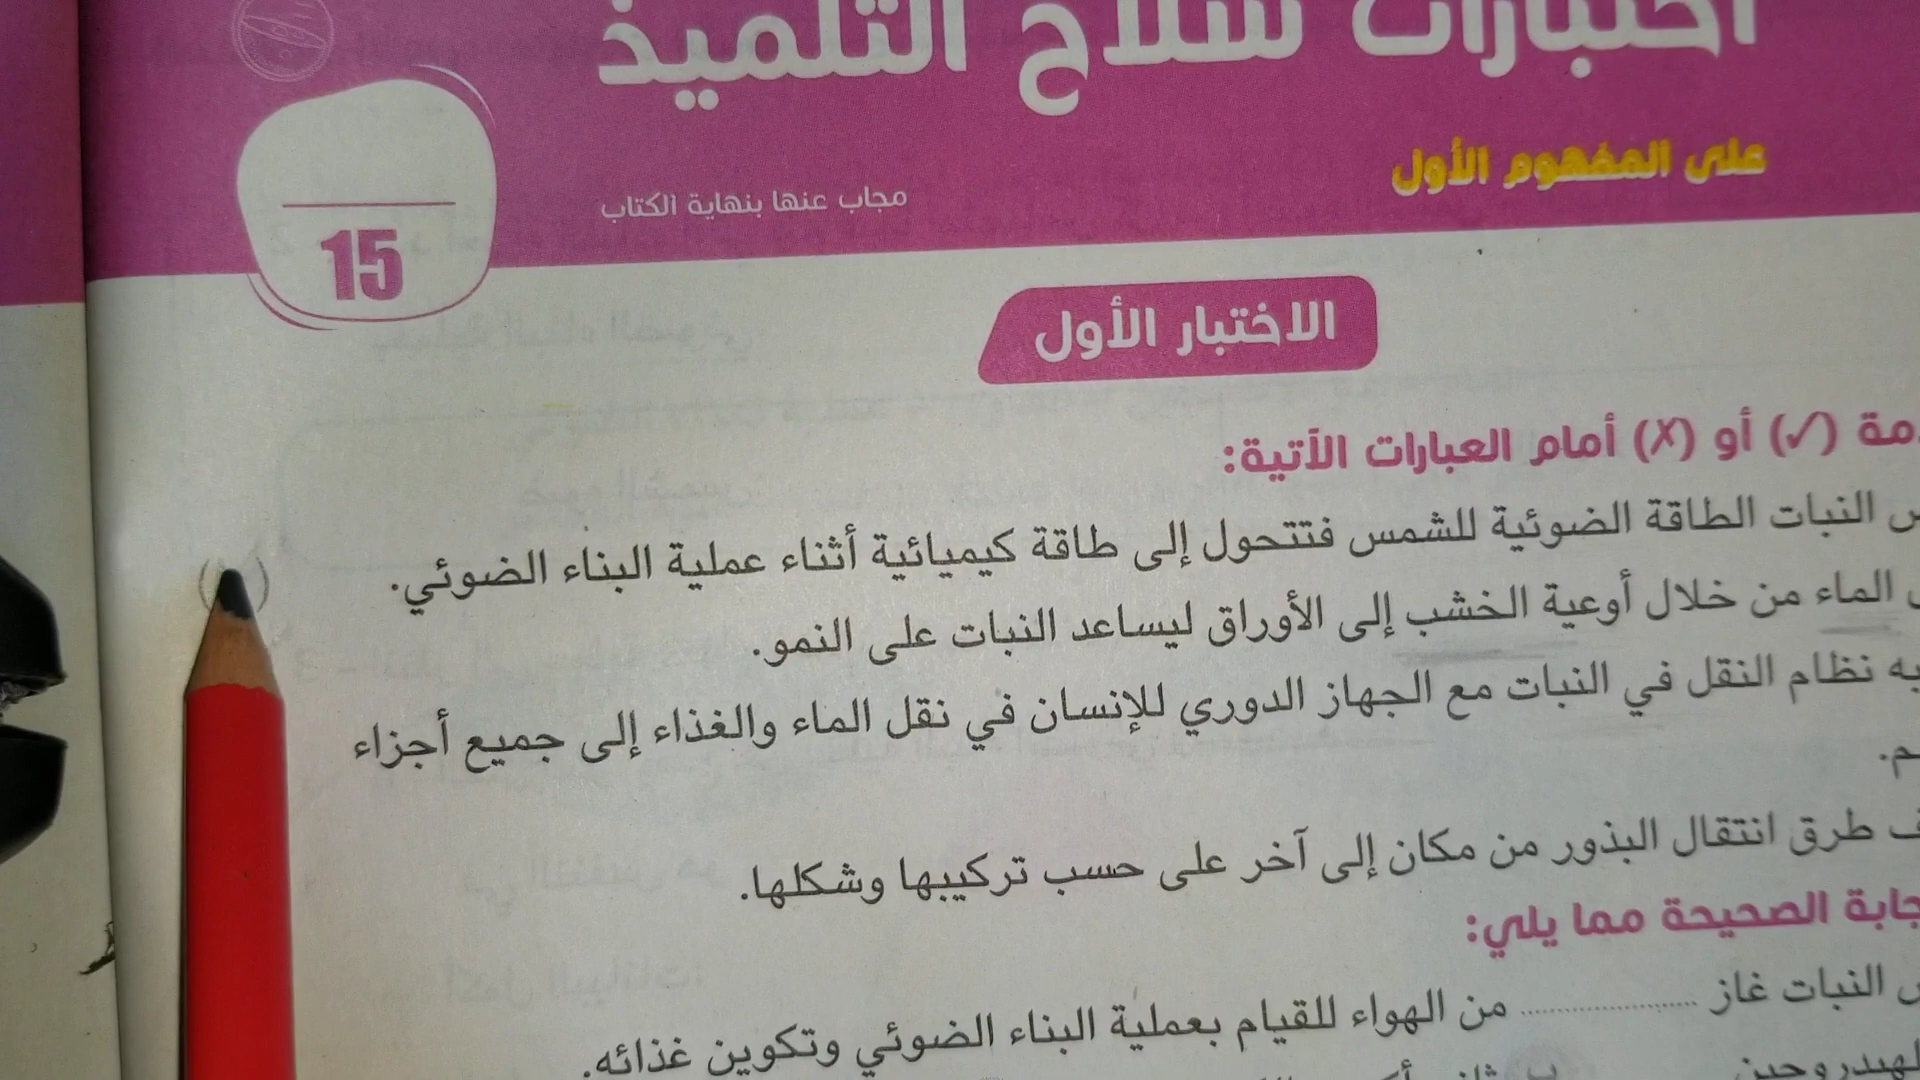 اختبارات سلاح التلميذ
على المفهوم الأول
مجاب عنها بنهاية الكتاب
15
الاختبار الأول
(✓) أو (X) أمام العبارات الآتية:
النبات الطاقة الضوئية للشمس فتتحول إلى طاقة كيميائية أثناء عملية البناء الضوئي. ( )
الماء من خلال أوعية الخشب إلى الأوراق ليساعد النبات على النمو.
نظام النقل في النبات مع الجهاز الدوري للإنسان في نقل الماء والغذاء إلى جميع أجزاء
طرق انتقال البذور من مكان إلى آخر على حسب تركيبها وشكلها.
الصحيحة مما يلي:
النبات غاز .................... من الهواء للقيام بعملية البناء الضوئي وتكوين غذائه.